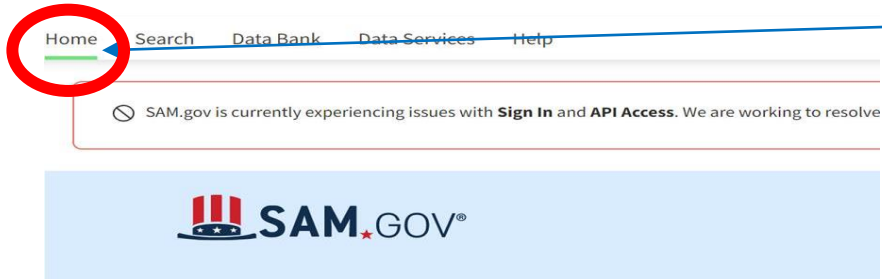 Home Search Data Bank Data Services Help
SAM.gov is currently experiencing issues with Sign In and API Access. We are working to resolve
SAM.GOV®